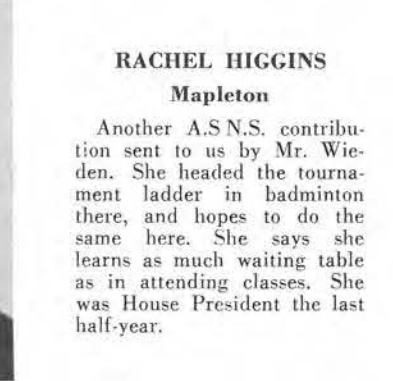 RACHEL HIGGINS
Mapleton
Another A.S N.S. contribu-
tion sent to us by Mr. Wie-
den. She headed the tourna-
ment ladder in badminton
there, and hopes to do the
same here. She says she
learns as much waiting table
as in attending classes. She
was House President the last
half-year.